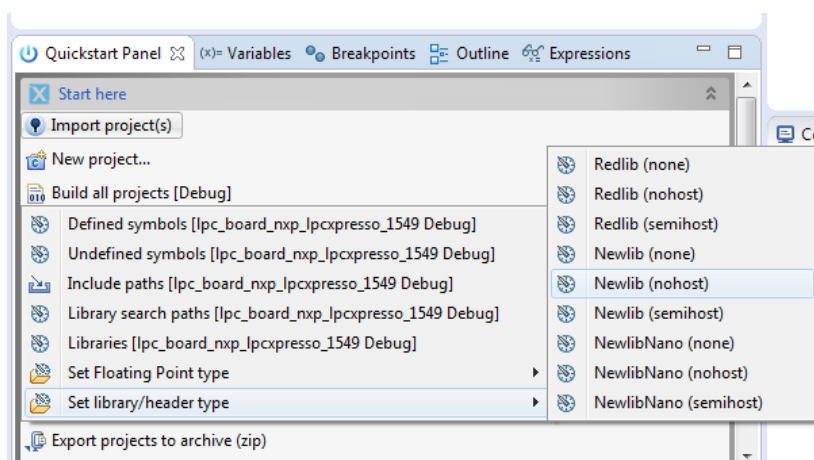 Quickstart Panel (x)= Variables Breakpoints Outline Expressions
Start here
Import project(s)
New project...
Build all projects [Debug]
Defined symbols [lpc_board_nxp_lpcxpresso_1549 Debug]
Undefined symbols [lpc_board_nxp_lpcxpresso_1549 Debug]
Include paths [lpc_board_nxp_lpcxpresso_1549 Debug]
Library search paths [lpc_board_nxp_lpcxpresso_1549 Debug]
Libraries [lpc_board_nxp_lpcxpresso_1549 Debug]
Set Floating Point type
Set library/header type
Export projects to archive (zip)
Redlib (none)
Redlib (nohost)
Redlib (semihost)
Newlib (none)
Newlib (nohost)
Newlib (semihost)
NewlibNano (none)
NewlibNano (nohost)
NewlibNano (semihost)